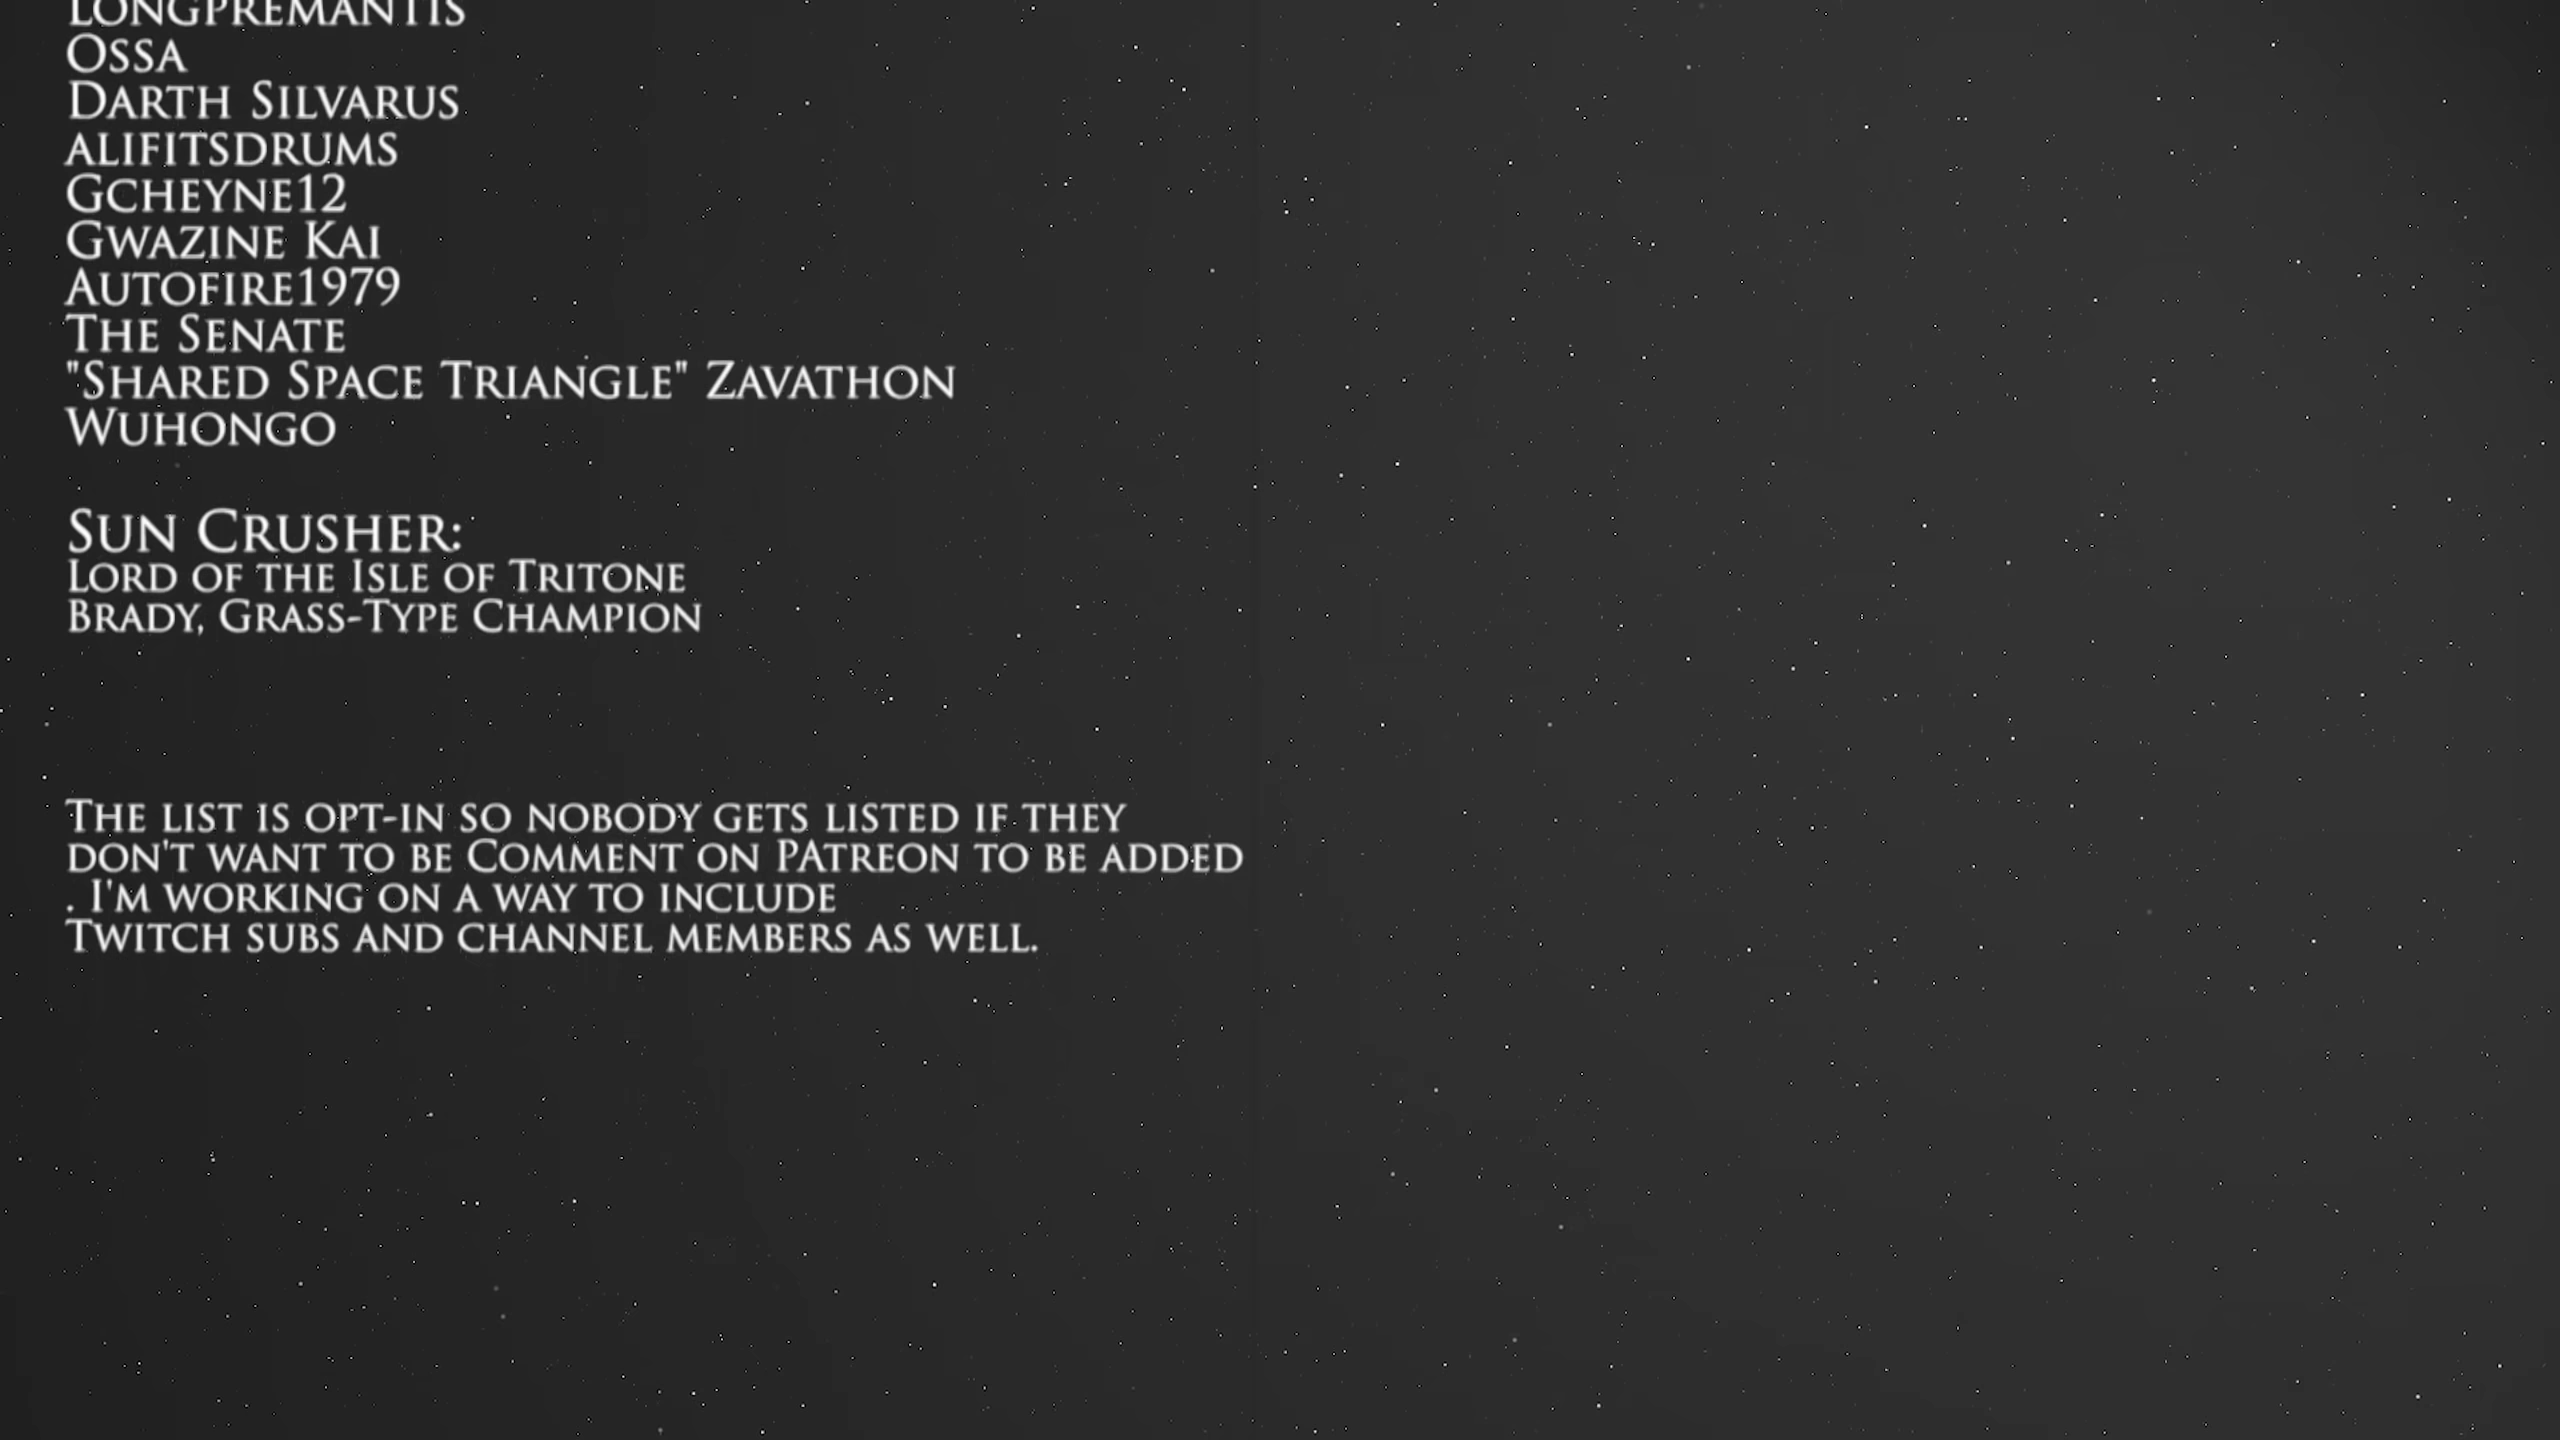 Longpremantis
Ossa
Darth Silvarus
alifitsdrums
Gcheyne12
Gwazine Kai
Autofire1979
The Senate
"Shared Space Triangle" Zavathon
Wuhongo
Sun Crusher:
Lord of the Isle of Tritone
Brady, Grass-Type Champion
The list is opt-in so nobody gets listed if they
don't want to be Comment on PAtreon to be added
. I'm working on a way to include
Twitch subs and channel members as well.